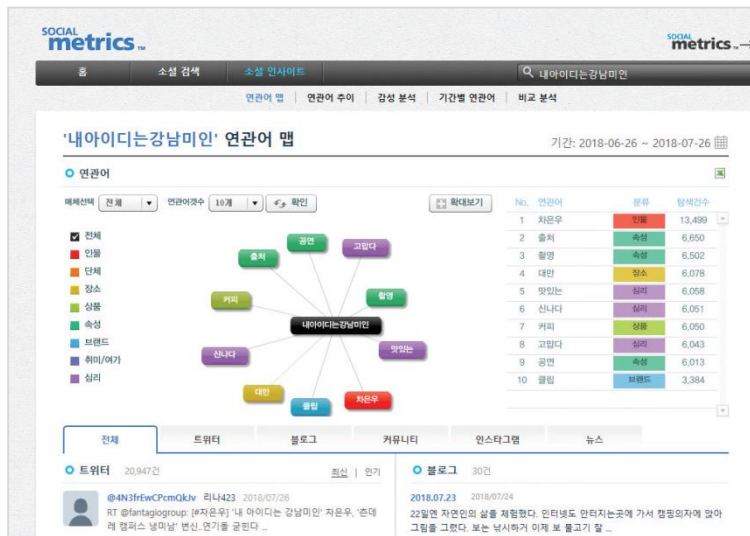 SOCIAL metrics TM
SOCIAL metrics
홈 소셜 검색 소셜 인사이트 내아이디는강남미인
연관어 맵 | 연관어 추이 | 감성 분석 | 기간별 연관어 | 비교 분석
'내아이디는강남미인' 연관어 맵
기간: 2018-06-26 ~ 2018-07-26
연관어
매체선택 전체 연관어갯수 10개 확인 확대보기
전체
인물
단체
장소
상품
속성
브랜드
취미/여가
심리
공연
고맙다
출처
촬영
커피
내아이디는강남미인
맛있는
신나다
대만
클립
차은우
No. 연관어 분류 탐색건수
1 차은우 인물 13,499
2 출처 속성 6,650
3 촬영 속성 6,502
4 대만 장소 6,078
5 맛있는 심리 6,058
6 신나다 심리 6,051
7 커피 상품 6,050
8 고맙다 심리 6,043
9 공연 속성 6,013
10 클립 브랜드 3,384
전체 트위터 블로그 커뮤니티 인스타그램 뉴스
트위터 20,947건 최신 | 인기
@4N3frEwCPcmQkJv 리나423 2018/07/26
RT @fantagiogroup: [#차은우] '내 아이디는 강남미인' 차은우, '츤데
레 캠퍼스 냉미남' 변신..연기틀 굳힌다 ...
블로그 30건
2018.07.23 2018/07/24
22일엔 자연인의 삶을 체험했다. 인터넷도 안터지는곳에 가서 캠핑의자에 앉아
그림을 그렸다. 보는 낚시하거 이제 보 물고기 잘 ...